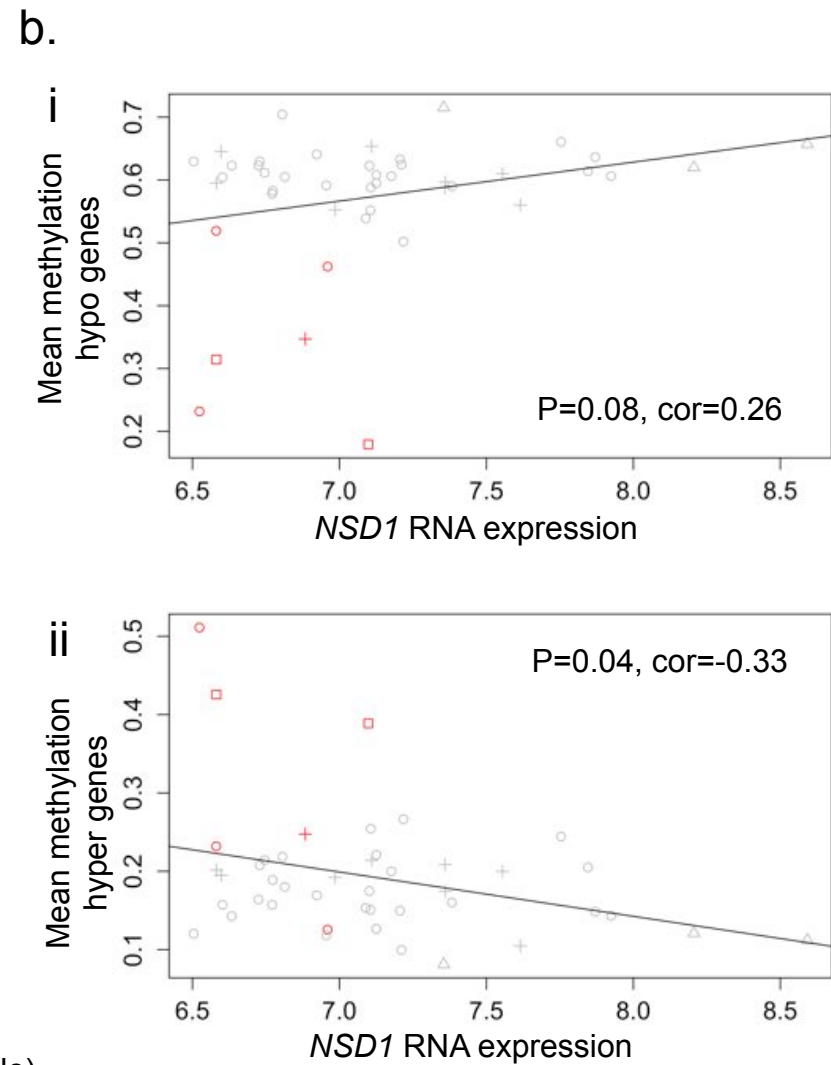 b.
i
Mean methylation
hypo genes
0.7
0.6
0.5
0.4
0.3
0.2
P=0.08, cor=0.26
6.5 7.0 7.5 8.0 8.5
NSD1 RNA expression
ii
Mean methylation
hyper genes
0.5
0.4
0.3
0.2
0.1
P=0.04, cor=-0.33
6.5 7.0 7.5 8.0 8.5
NSD1 RNA expression